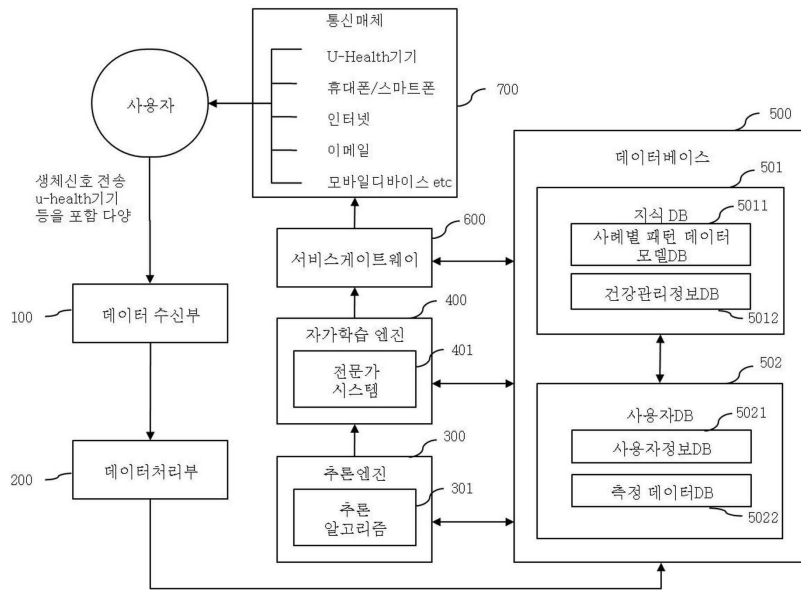 통신매체
U-Health기기
휴대폰/스마트폰
인터넷
이메일
모바일디바이스 etc
700
사용자
생체신호 전송
u-health기기
등을 포함 다양
500
데이터베이스
501
지식 DB
5011
사례별 패턴 데이터
모델DB
건강관리정보DB
5012
600
서비스게이트웨이
100
데이터 수신부
400
자가학습 엔진
401
전문가
시스템
502
사용자DB
5021
사용자정보DB
측정 데이터DB
5022
200
데이터처리부
300
추론엔진
301
추론
알고리즘